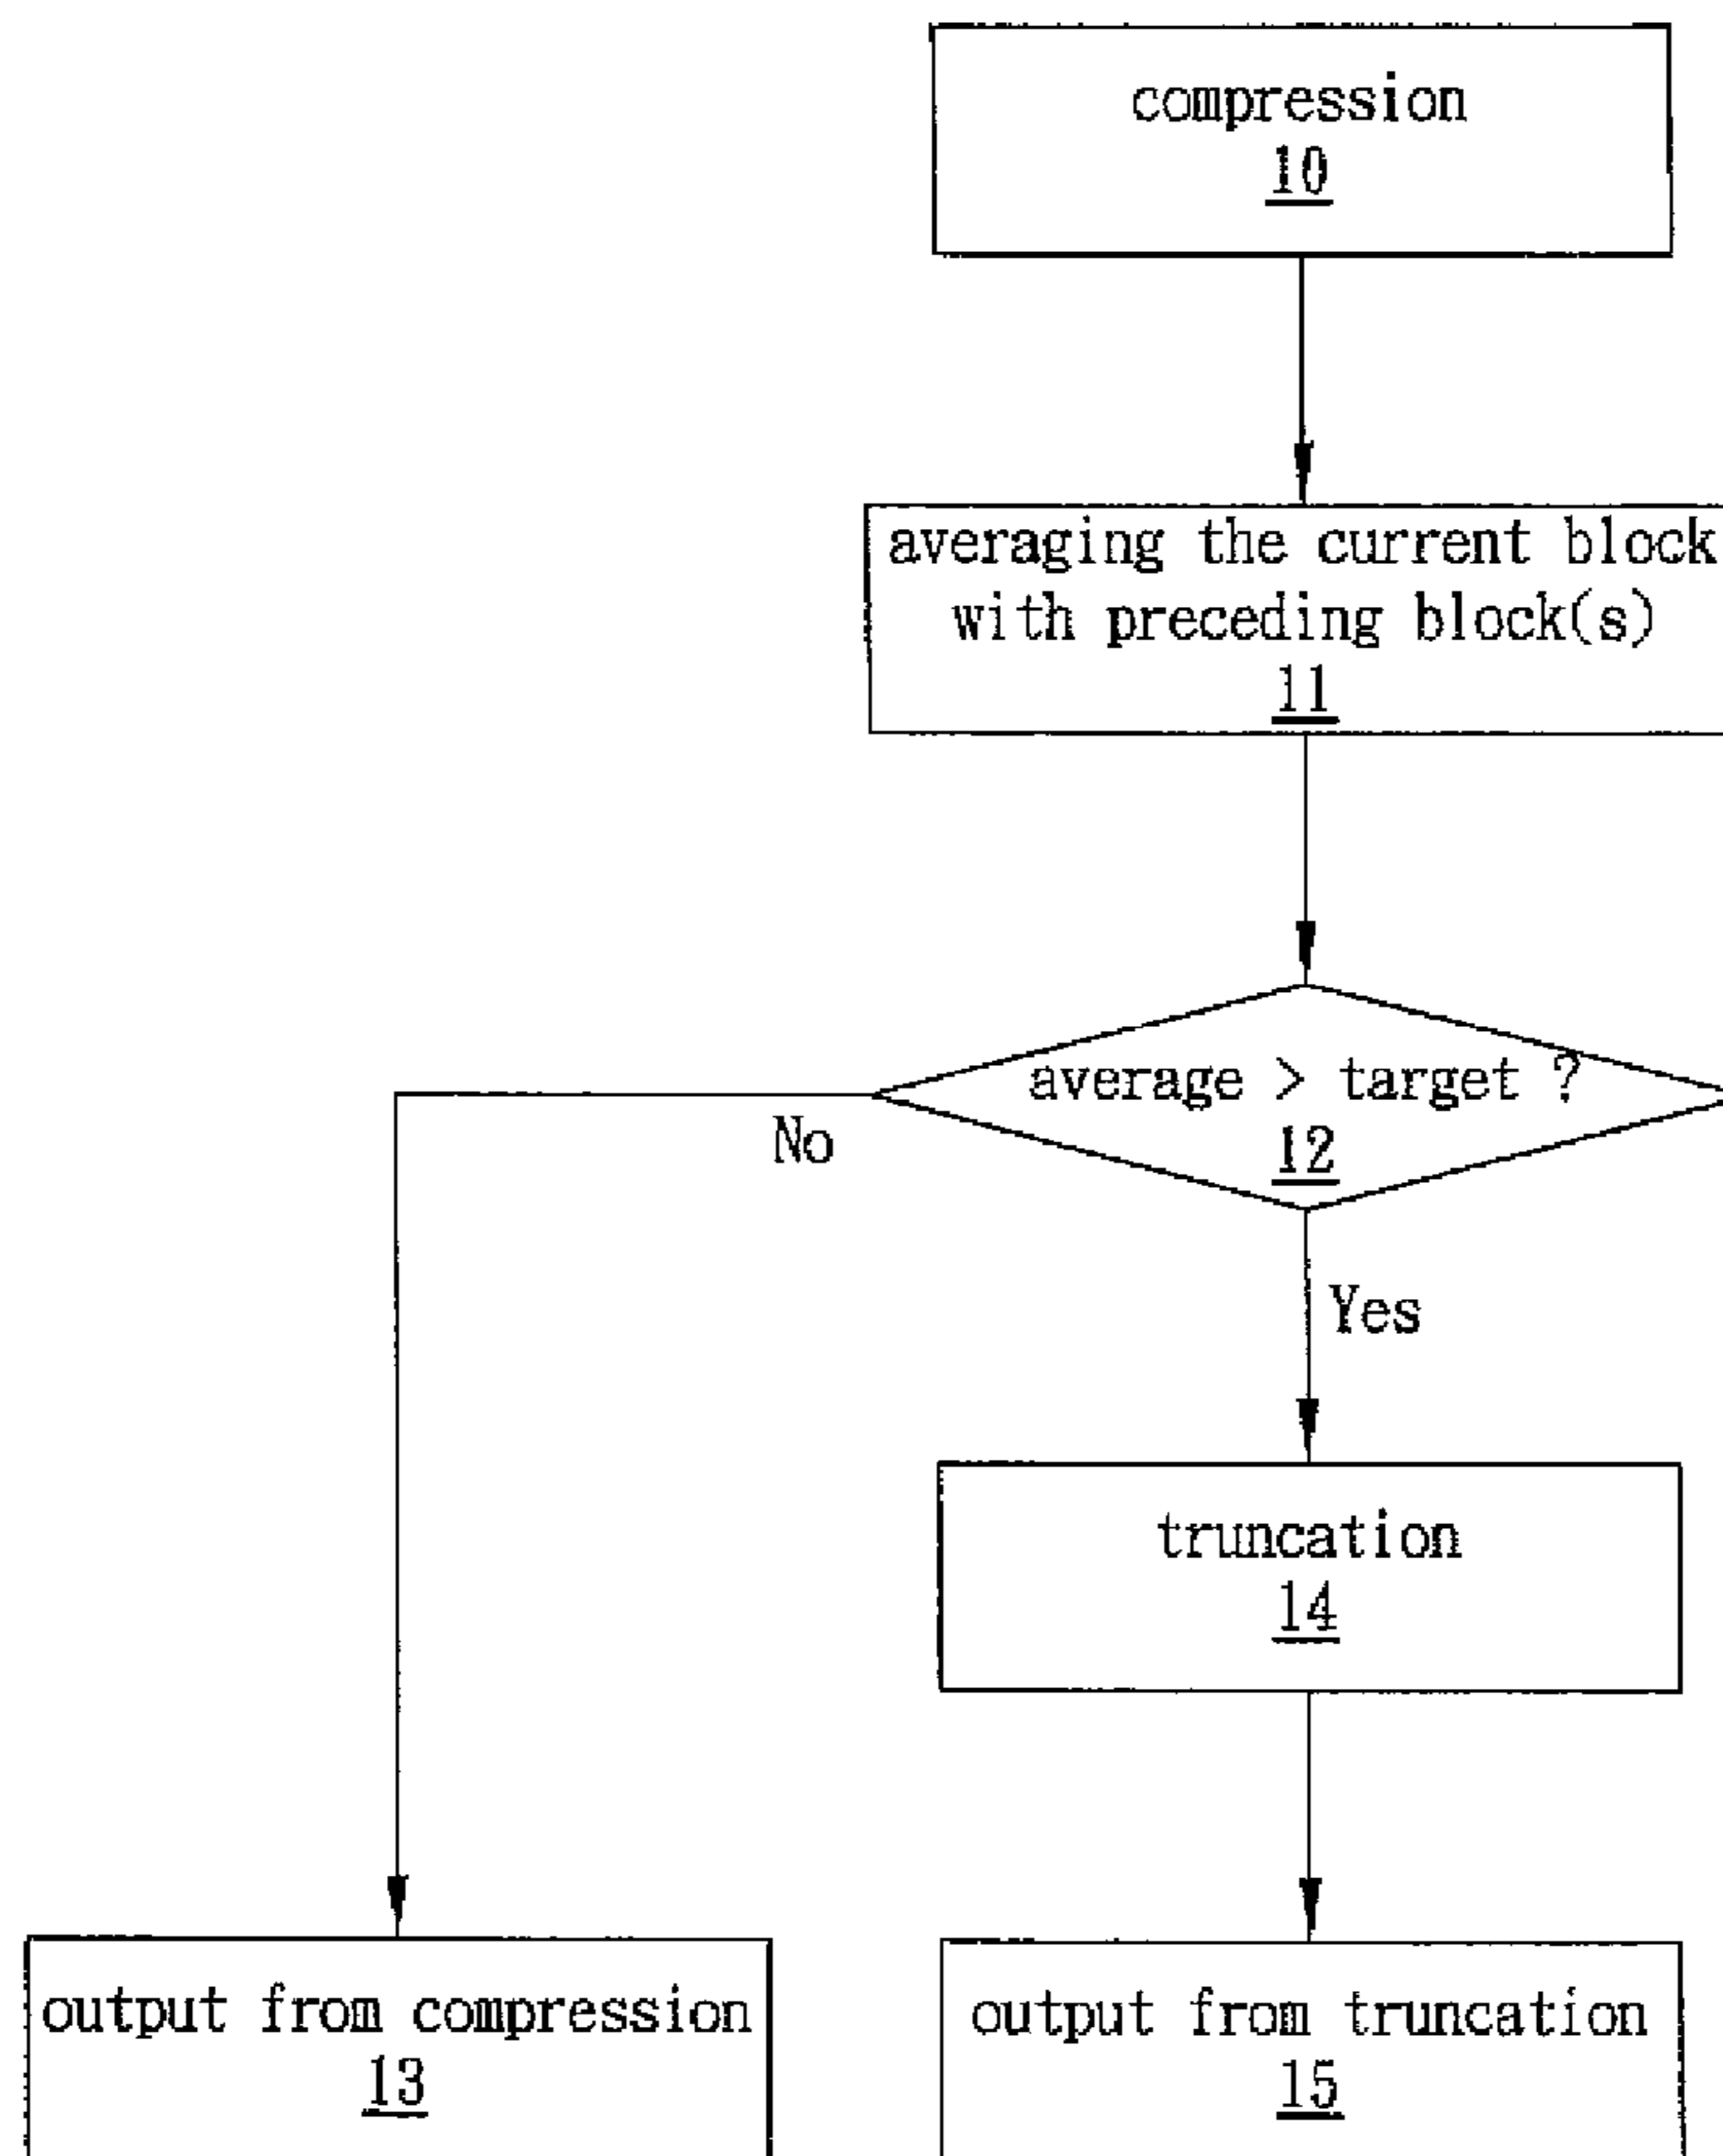 compression
10
averaging the current block
with preceding block(s)
11
average > target ?
12
No
Yes
truncation
14
output from compression
13
output from truncation
15